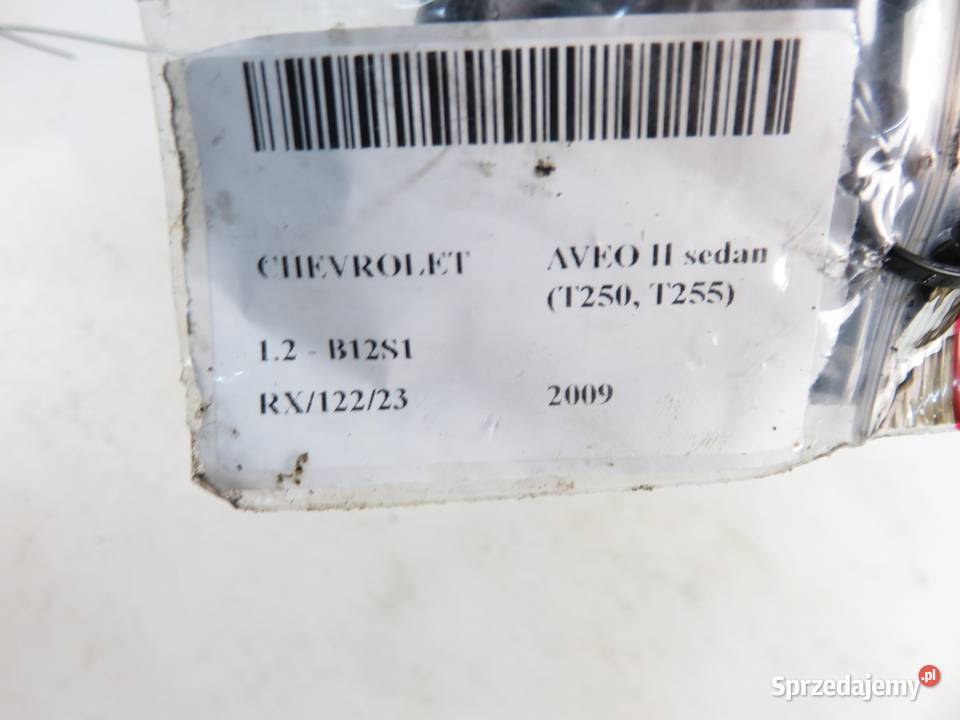 CHEVROLET AVEO II sedan
(T250, T255)
1.2 - B12S1
RX/122/23 2009
Sprzedajemy.pl